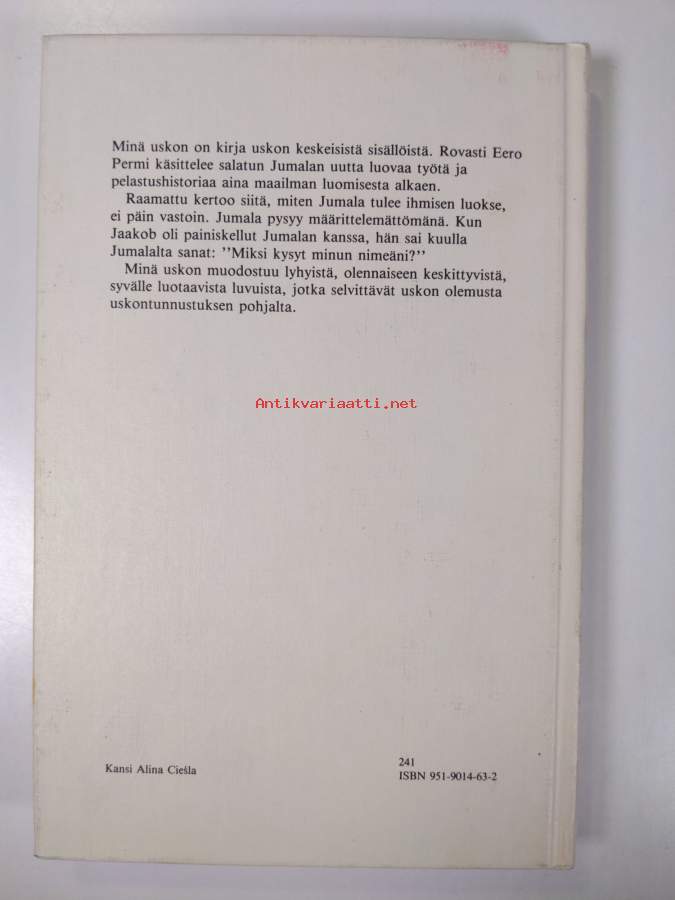 Minä uskon on kirja uskon keskeisistä sisällöistä. Rovasti Eero
Permi käsittelee salatun Jumalan uutta luovaa työtä ja
pelastushistoriaa aina maailman luomisesta alkaen.
Raamattu kertoo siitä, miten Jumala tulee ihmisen luokse,
ei päin vastoin. Jumala pysyy määrittelemättömänä. Kun
Jaakob oli painiskellut Jumalan kanssa, hän sai kuulla
Jumalalta sanat: ''Miksi kysyt minun nimeäni?''
Minä uskon muodostuu lyhyistä, olennaiseen keskittyvistä,
syvälle luotaavista luvuista, jotka selvittävät uskon olemusta
uskontunnustuksen pohjalta.
Antikvariaatti.net
Kansi Alina Cieśla
241
ISBN 951-9014-63-2